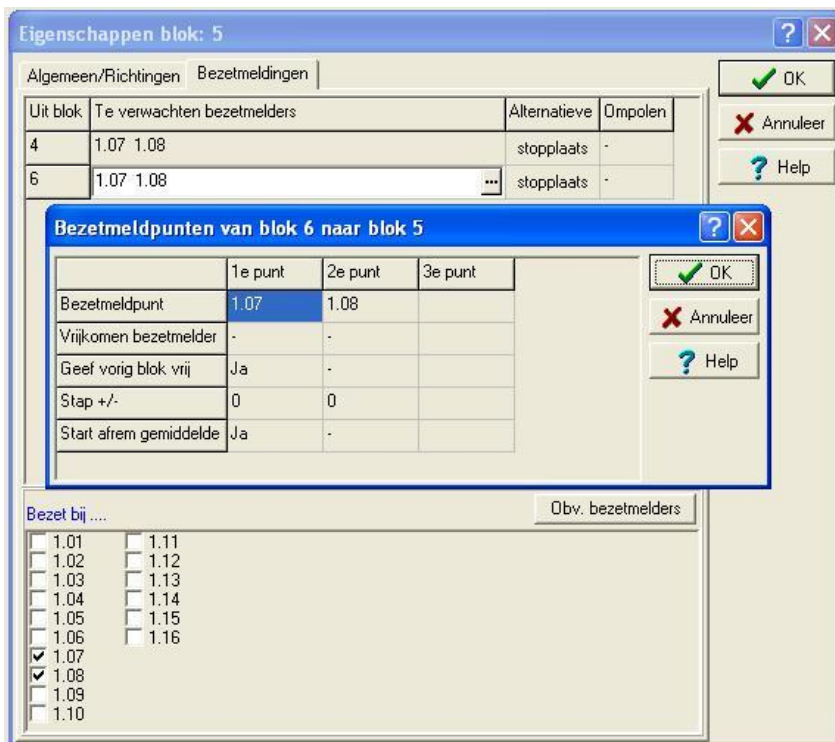 Eigenschappen blok: 5
Algemeen/Richtingen Bezetmeldingen
OK
Annuleer
Help
Uit blok Te verwachten bezetmelders Alternatieve Ompolen
4 1.07 1.08 stopplaats -
6 1.07 1.08 ... stopplaats -
Bezetmeldpunten van blok 6 naar blok 5
1e punt 2e punt 3e punt
Bezetmeldpunt 1.07 1.08
Vrijkomen bezetmelder - -
Geef vorig blok vrij Ja -
Stap +/- 0 0
Start afrem gemiddelde Ja -
OK
Annuleer
Help
Bezet bij ....
Obv. bezetmelders
1.01 1.11
1.02 1.12
1.03 1.13
1.04 1.14
1.05 1.15
1.06 1.16
1.07
1.08
1.09
1.10